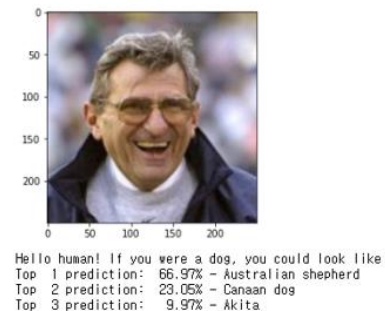 0
50
100
150
200
0 50 100 150 200
Hello human! If you were a dog, you could look like
Top 1 prediction: 66.97% - Australian shepherd
Top 2 prediction: 23.05% - Canaan dog
Top 3 prediction: 9.97% - Akita